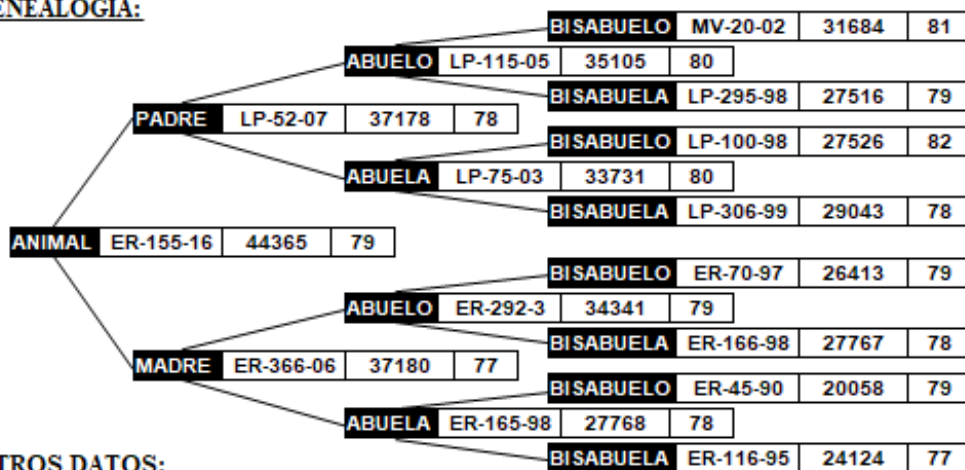 ENEALOGIA:
BISABUELO MV-20-02 31684 81
ABUELO LP-115-05 35105 80
BISABUELA LP-295-98 27516 79
PADRE LP-52-07 37178 78
BISABUELO LP-100-98 27526 82
ABUELA LP-75-03 33731 80
BISABUELA LP-306-99 29043 78
ANIMAL ER-155-16 44365 79
BISABUELO ER-70-97 26413 79
ABUELO ER-292-3 34341 79
BISABUELA ER-166-98 27767 78
MADRE ER-366-06 37180 77
BISABUELO ER-45-90 20058 79
ABUELA ER-165-98 27768 78
BISABUELA ER-116-95 24124 77
TROS DATOS: